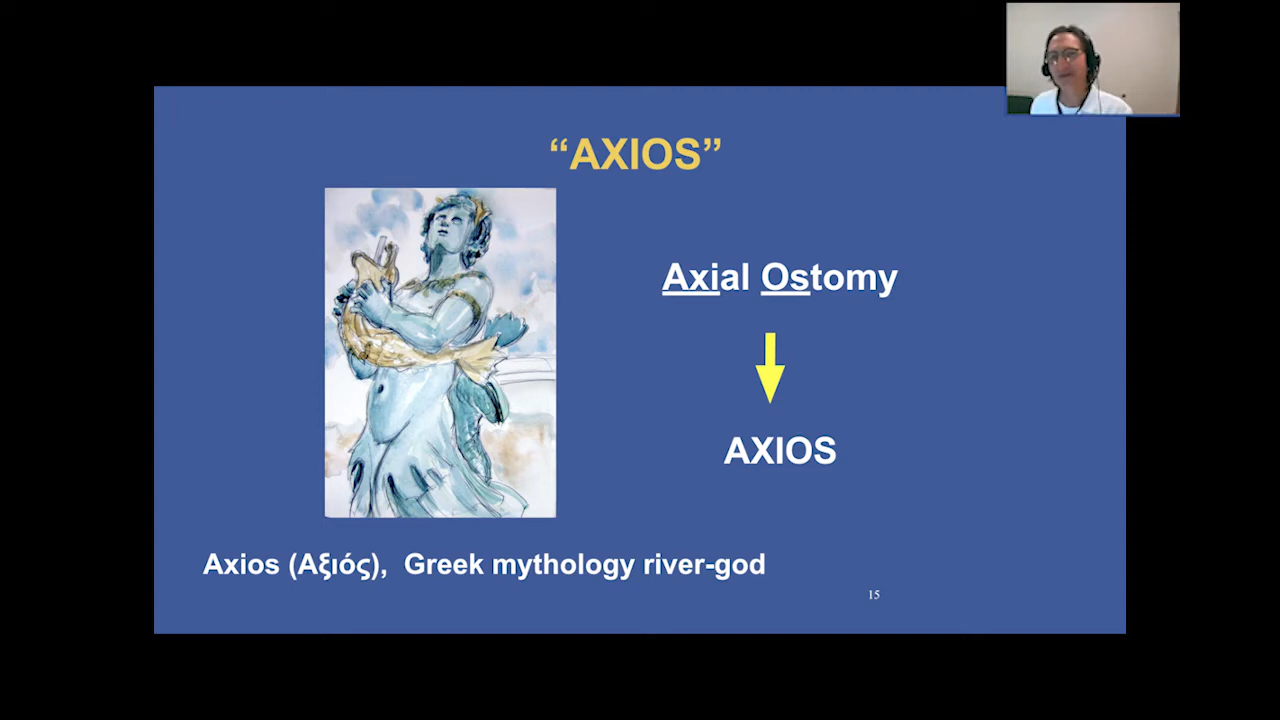 “AXIOS”
Axial Ostomy
AXIOS
Axios (Αξιός),  Greek mythology river-god
15